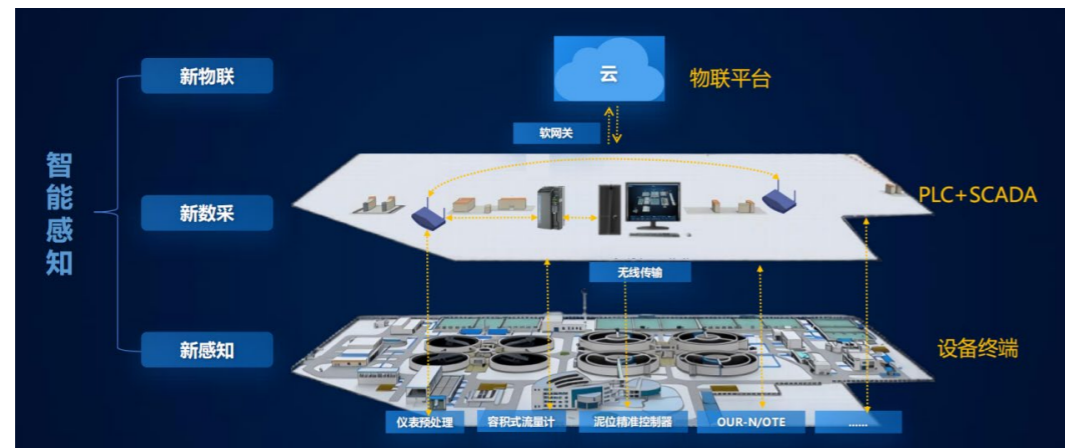 智能感知
新物联
云
物联平台
软网关
新数采
PLC+SCADA
无线传输
新感知
设备终端
仪表预处理
容积式流量计
泥位精准控制器
OUR-N/OTE
......